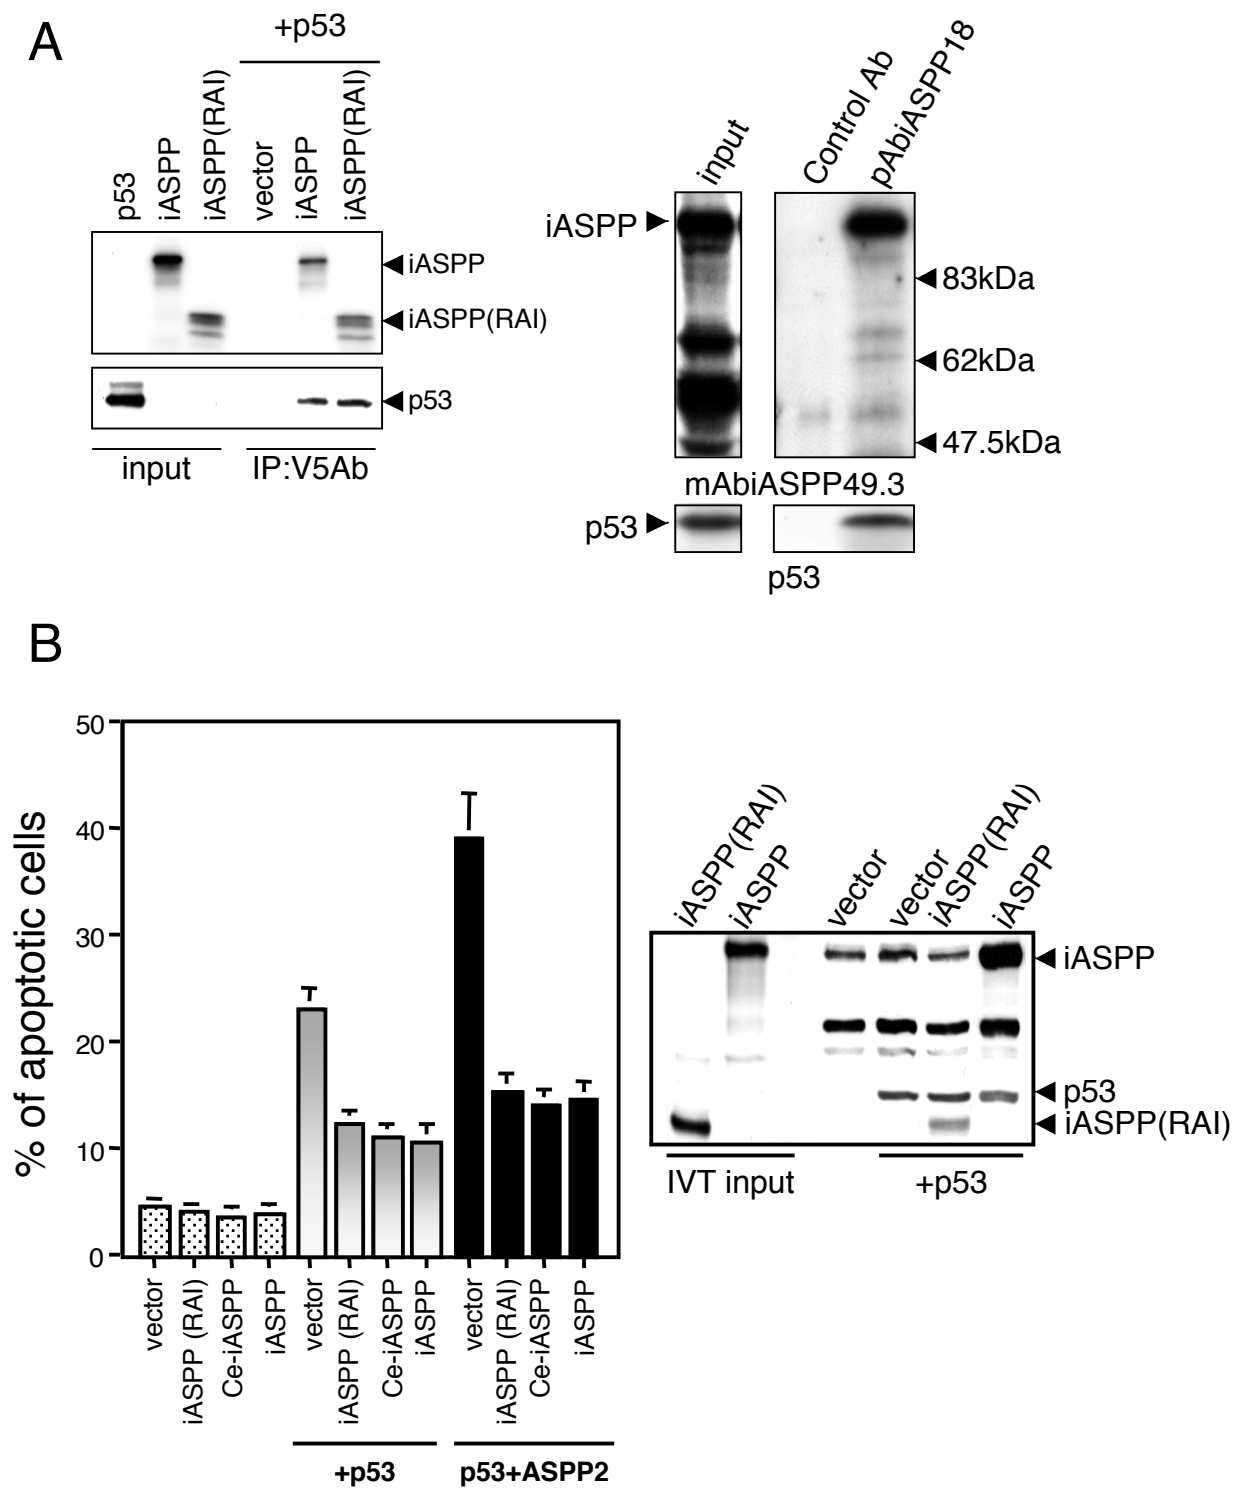 A
+p53
p53
iASPP
iASPP(RAI)
vector
iASPP
iASPP(RAI)
iASPP
iASPP(RAI)
p53
input
IP:V5Ab
input
Control Ab
pAbiASPP18
iASPP
83kDa
62kDa
47.5kDa
mAbiASPP49.3
p53
p53
B
% of apoptotic cells
50
40
30
20
10
0
vector
iASPP (RAI)
Ce-iASPP
iASPP
vector
iASPP (RAI)
Ce-iASPP
iASPP
vector
iASPP (RAI)
Ce-iASPP
iASPP
+p53
p53+ASPP2
iASPP(RAI)
iASPP
vector
vector
iASPP(RAI)
iASPP
iASPP
p53
iASPP(RAI)
IVT input
+p53